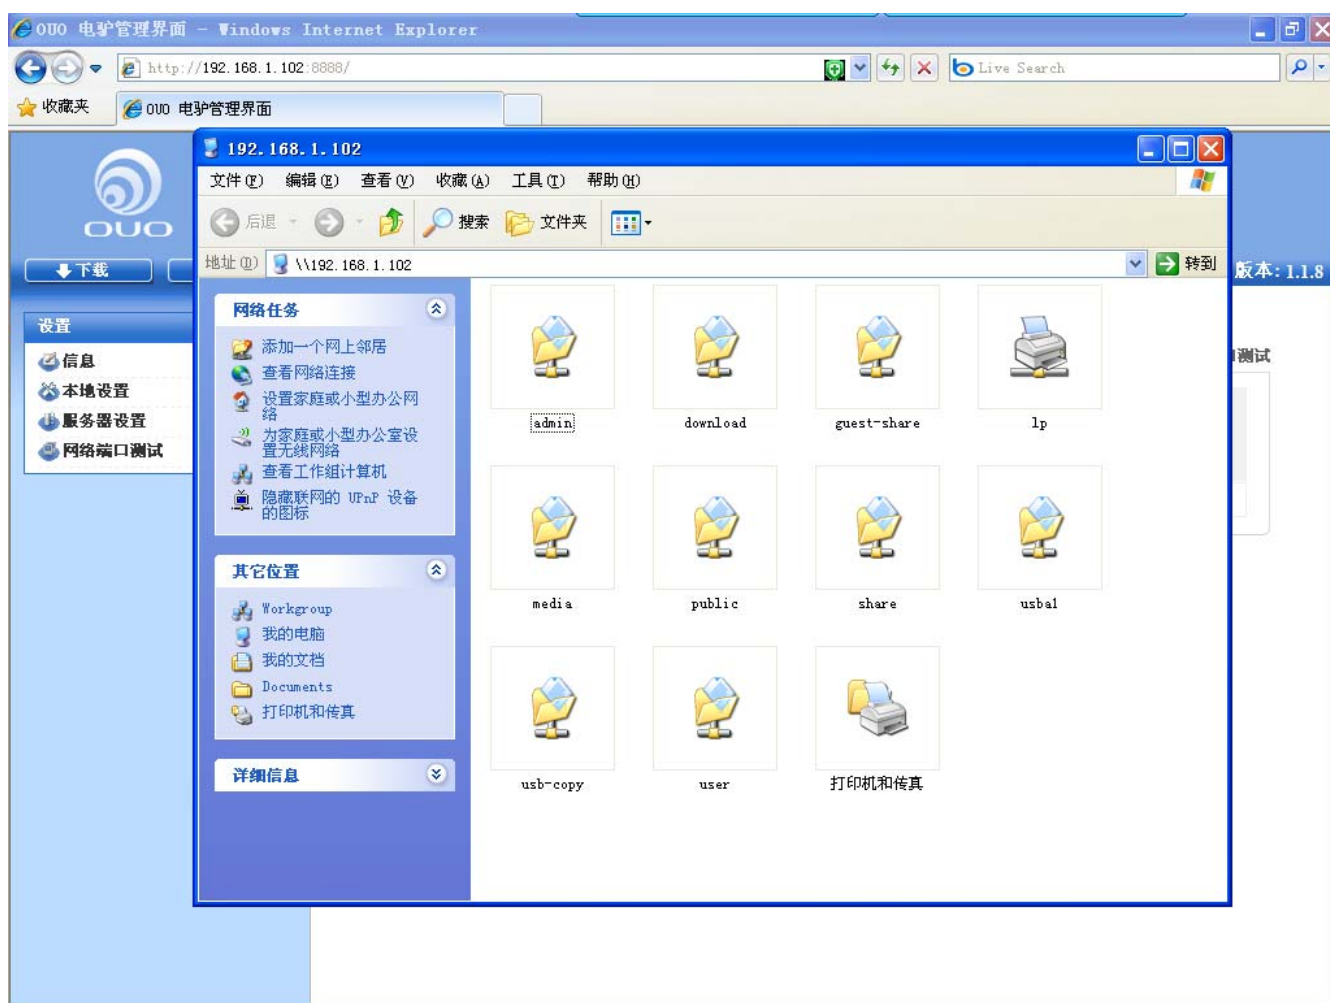 OUO 电驴管理界面 - Windows Internet Explorer
http://192.168.1.102:8888/
Live Search
收藏夹
OUO 电驴管理界面
192.168.1.102
文件(F) 编辑(E) 查看(V) 收藏(A) 工具(T) 帮助(H)
后退
搜索
文件夹
地址(D)
\\192.168.1.102
转到
OUO
下载
版本: 1.1.8
设置
信息
本地设置
服务器设置
网络端口测试
测试
网络任务
添加一个网上邻居
查看网络连接
设置家庭或小型办公网
络
为家庭或小型办公室设
置无线网络
查看工作组计算机
隐藏联网的 UPnP 设备
的图标
其它位置
Workgroup
我的电脑
我的文档
Documents
打印机和传真
详细信息
admin
download
guest-share
lp
media
public
share
usba1
usb-copy
user
打印机和传真